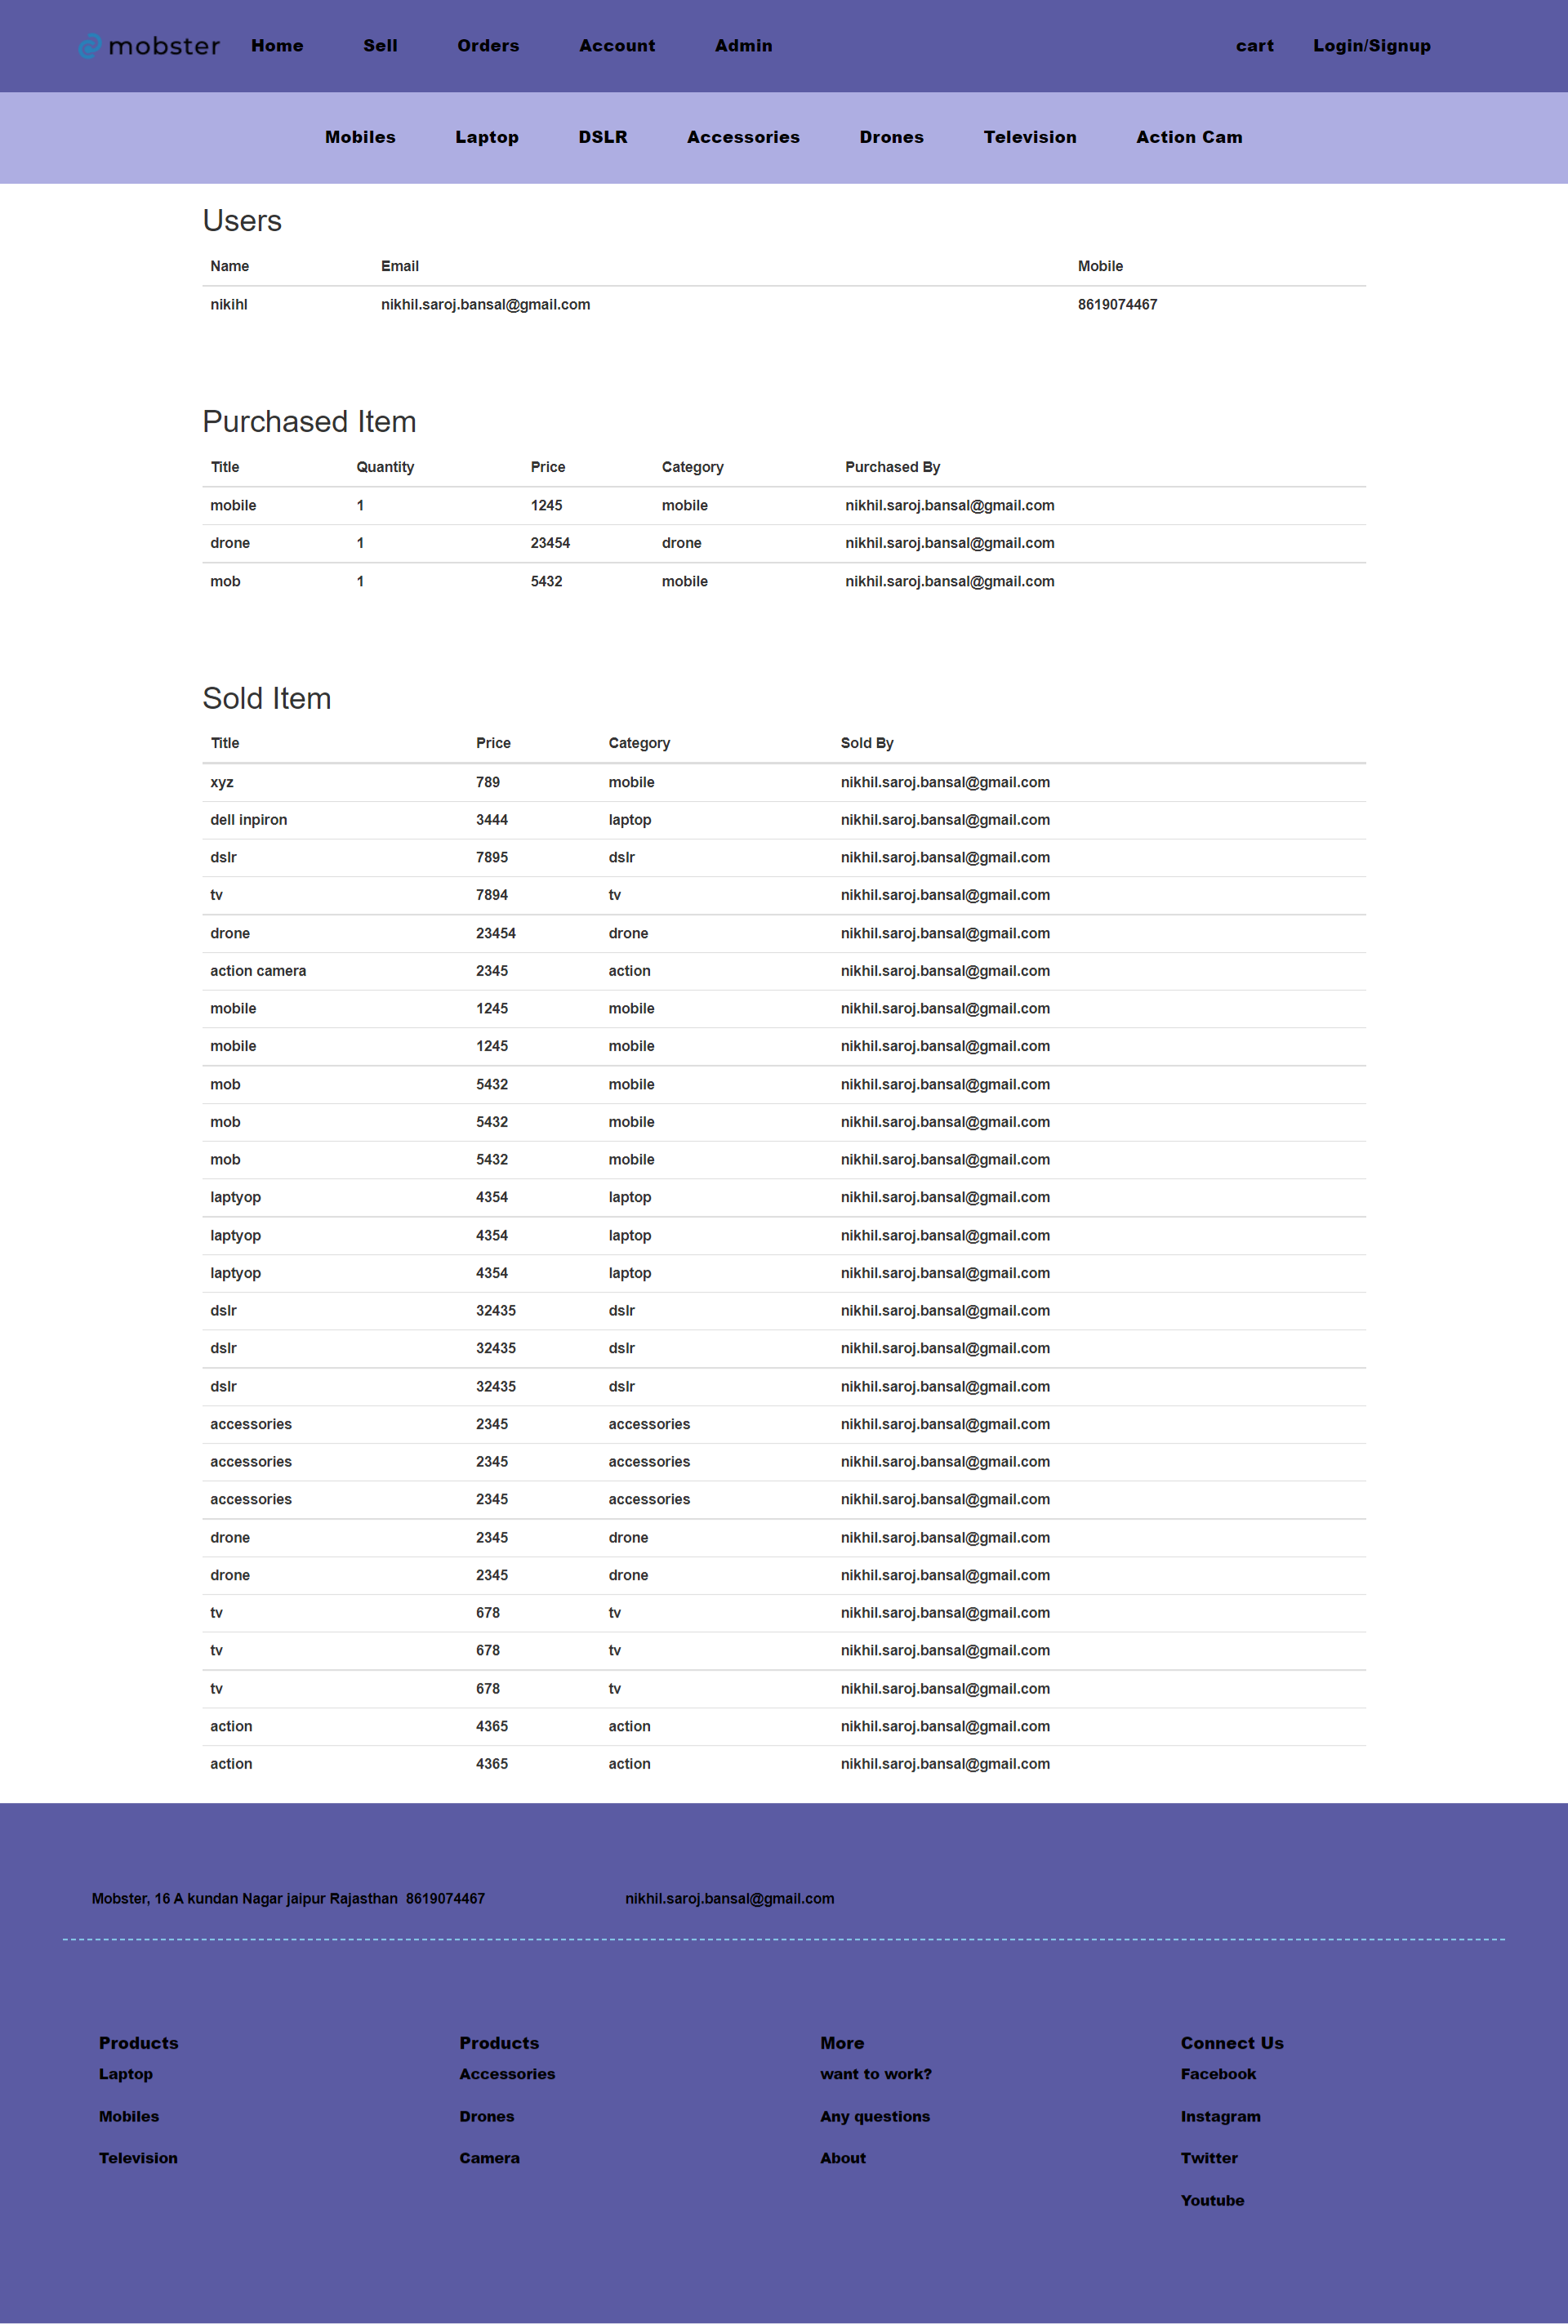 mobster Home Sell Orders Account Admin cart Login/Signup
Mobiles Laptop DSLR Accessories Drones Television Action Cam
Users
Name Email Mobile
nikihl nikhil.saroj.bansal@gmail.com 8619074467
Purchased Item
Title Quantity Price Category Purchased By
mobile 1 1245 mobile nikhil.saroj.bansal@gmail.com
drone 1 23454 drone nikhil.saroj.bansal@gmail.com
mob 1 5432 mobile nikhil.saroj.bansal@gmail.com
Sold Item
Title Price Category Sold By
xyz 789 mobile nikhil.saroj.bansal@gmail.com
dell inpiron 3444 laptop nikhil.saroj.bansal@gmail.com
dslr 7895 dslr nikhil.saroj.bansal@gmail.com
tv 7894 tv nikhil.saroj.bansal@gmail.com
drone 23454 drone nikhil.saroj.bansal@gmail.com
action camera 2345 action nikhil.saroj.bansal@gmail.com
mobile 1245 mobile nikhil.saroj.bansal@gmail.com
mobile 1245 mobile nikhil.saroj.bansal@gmail.com
mob 5432 mobile nikhil.saroj.bansal@gmail.com
mob 5432 mobile nikhil.saroj.bansal@gmail.com
mob 5432 mobile nikhil.saroj.bansal@gmail.com
laptyop 4354 laptop nikhil.saroj.bansal@gmail.com
laptyop 4354 laptop nikhil.saroj.bansal@gmail.com
laptyop 4354 laptop nikhil.saroj.bansal@gmail.com
dslr 32435 dslr nikhil.saroj.bansal@gmail.com
dslr 32435 dslr nikhil.saroj.bansal@gmail.com
dslr 32435 dslr nikhil.saroj.bansal@gmail.com
accessories 2345 accessories nikhil.saroj.bansal@gmail.com
accessories 2345 accessories nikhil.saroj.bansal@gmail.com
accessories 2345 accessories nikhil.saroj.bansal@gmail.com
drone 2345 drone nikhil.saroj.bansal@gmail.com
drone 2345 drone nikhil.saroj.bansal@gmail.com
tv 678 tv nikhil.saroj.bansal@gmail.com
tv 678 tv nikhil.saroj.bansal@gmail.com
tv 678 tv nikhil.saroj.bansal@gmail.com
action 4365 action nikhil.saroj.bansal@gmail.com
action 4365 action nikhil.saroj.bansal@gmail.com
Mobster, 16 A kundan Nagar jaipur Rajasthan 8619074467 nikhil.saroj.bansal@gmail.com
Products Products More Connect Us
Laptop Accessories want to work? Facebook
Mobiles Drones Any questions Instagram
Television Camera About Twitter
Youtube